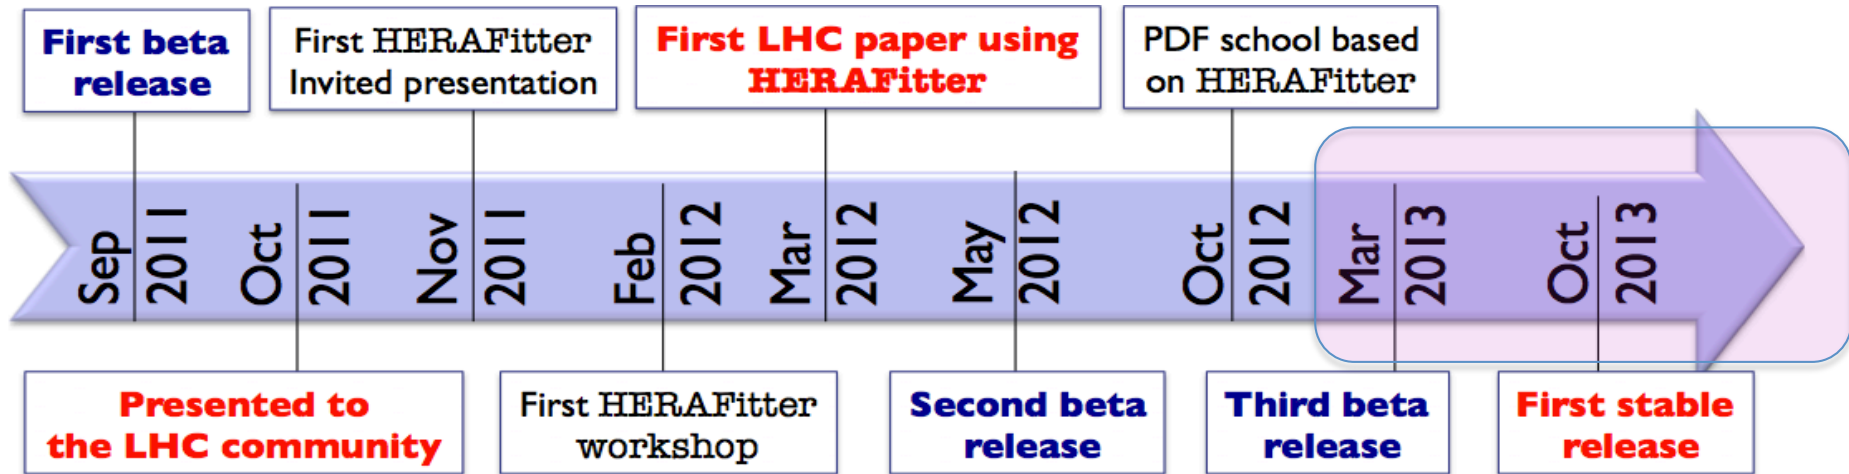 First beta
release
First HERAFitter
Invited presentation
First LHC paper using
HERAFitter
PDF school based
on HERAFitter
Sep
2011
Oct
2011
Nov
2011
Feb
2012
Mar
2012
May
2012
Oct
2012
Mar
2013
Oct
2013
Presented to
the LHC community
First HERAFitter
workshop
Second beta
release
Third beta
release
First stable
release